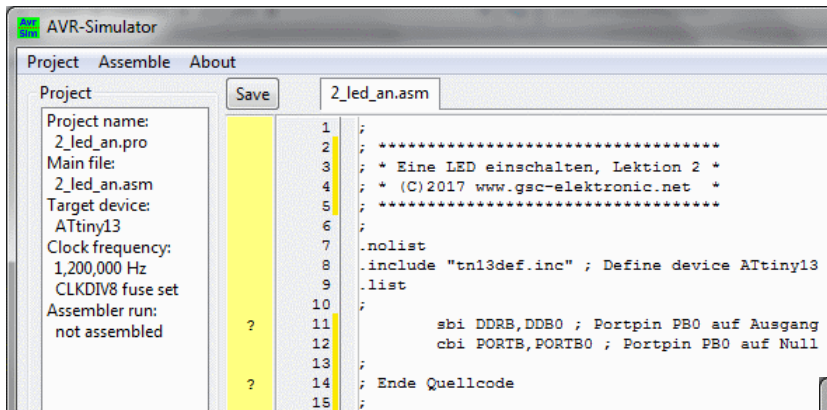 Avr
Sim
AVR-Simulator
Project Assemble About
Project
Project name:
2_led_an.pro
Main file:
2_led_an.asm
Target device:
ATtiny13
Clock frequency:
1,200,000 Hz
CLKDIV8 fuse set
Assembler run:
not assembled
Save
2_led_an.asm
1 ;
2 ; ***********************************
3 ; * Eine LED einschalten, Lektion 2 *
4 ; * (C)2017 www.gsc-elektronic.net  *
5 ; ***********************************
6 ;
7 .nolist
8 .include "tn13def.inc" ; Define device ATtiny13
9 .list
10 ;
? 11 sbi DDRB,DDB0 ; Portpin PB0 auf Ausgang
12 cbi PORTB,PORTB0 ; Portpin PB0 auf Null
13 ;
? 14 ; Ende Quellcode
15 ;